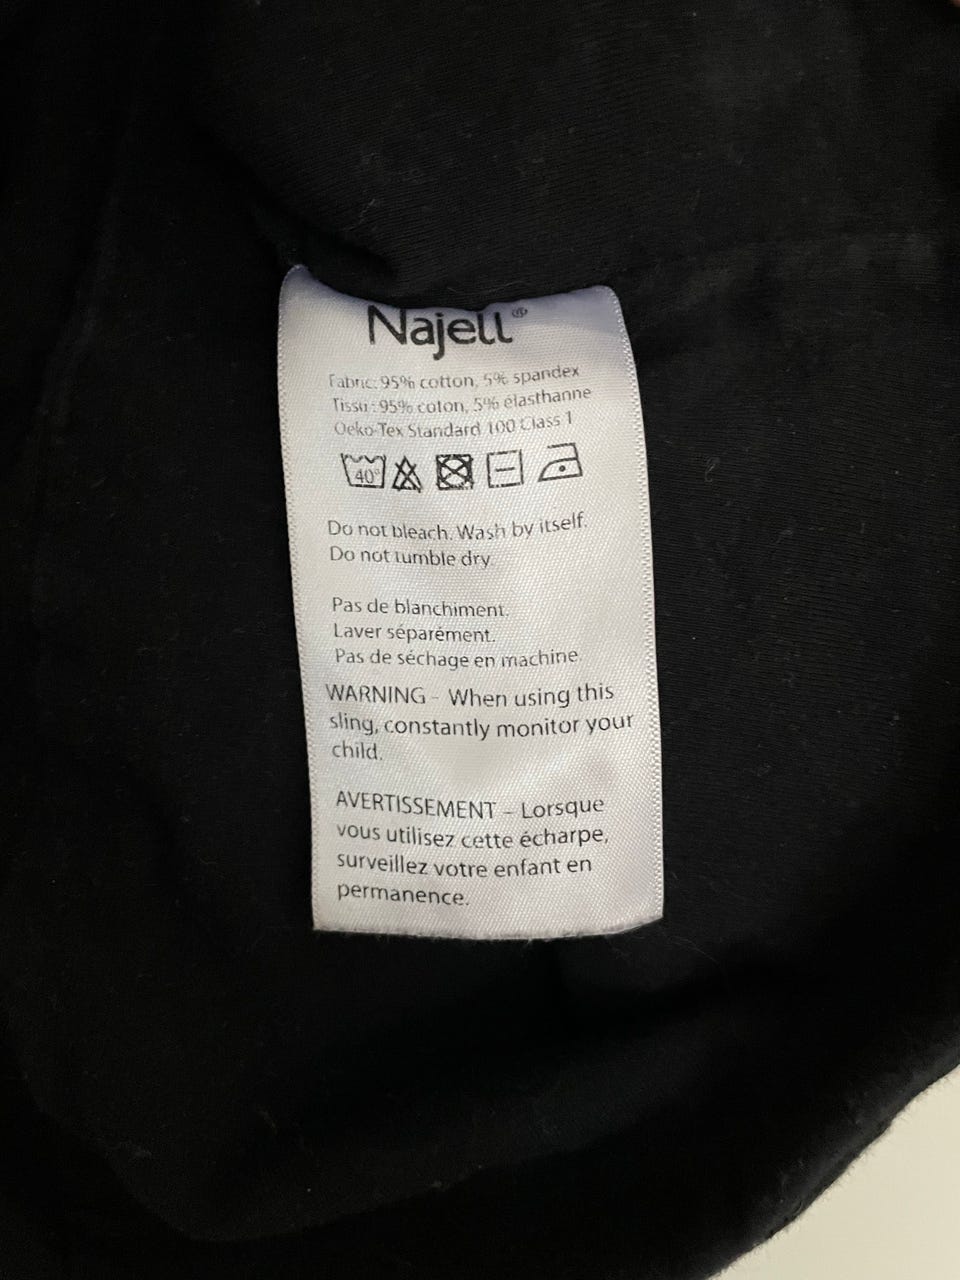 Najell®
Fabric: 95% cotton, 5% spandex
Tissu : 95% coton, 5% élasthanne
Oeko-Tex Standard 100 Class 1
40°
Do not bleach. Wash by itself.
Do not tumble dry.
Pas de blanchiment.
Laver séparément.
Pas de séchage en machine.
WARNING - When using this
sling, constantly monitor your
child.
AVERTISSEMENT - Lorsque
vous utilisez cette écharpe,
surveillez votre enfant en
permanence.